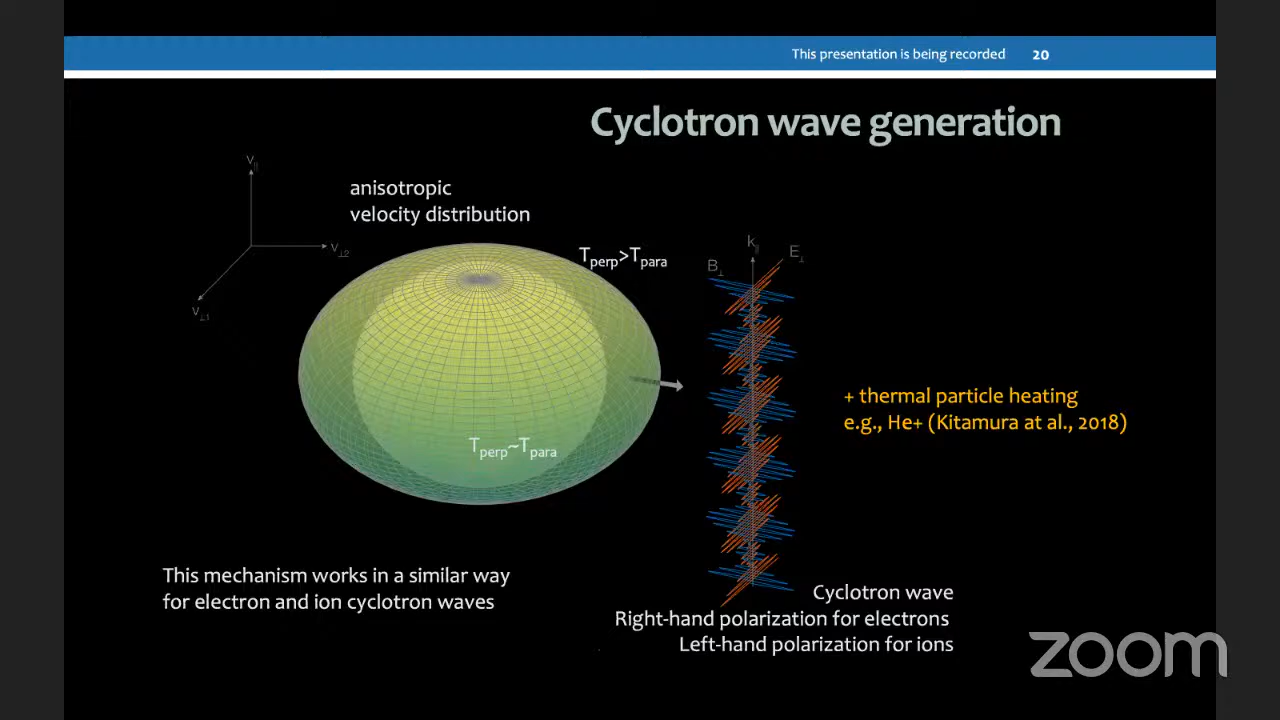 This presentation is being recorded 20
Cyclotron wave generation
v||
v⊥2
v⊥1
anisotropic
velocity distribution
Tperp>Tpara
Tperp~Tpara
k||
B⊥
E⊥
+ thermal particle heating
e.g., He+ (Kitamura at al., 2018)
This mechanism works in a similar way
for electron and ion cyclotron waves
Cyclotron wave
Right-hand polarization for electrons
Left-hand polarization for ions
zoom